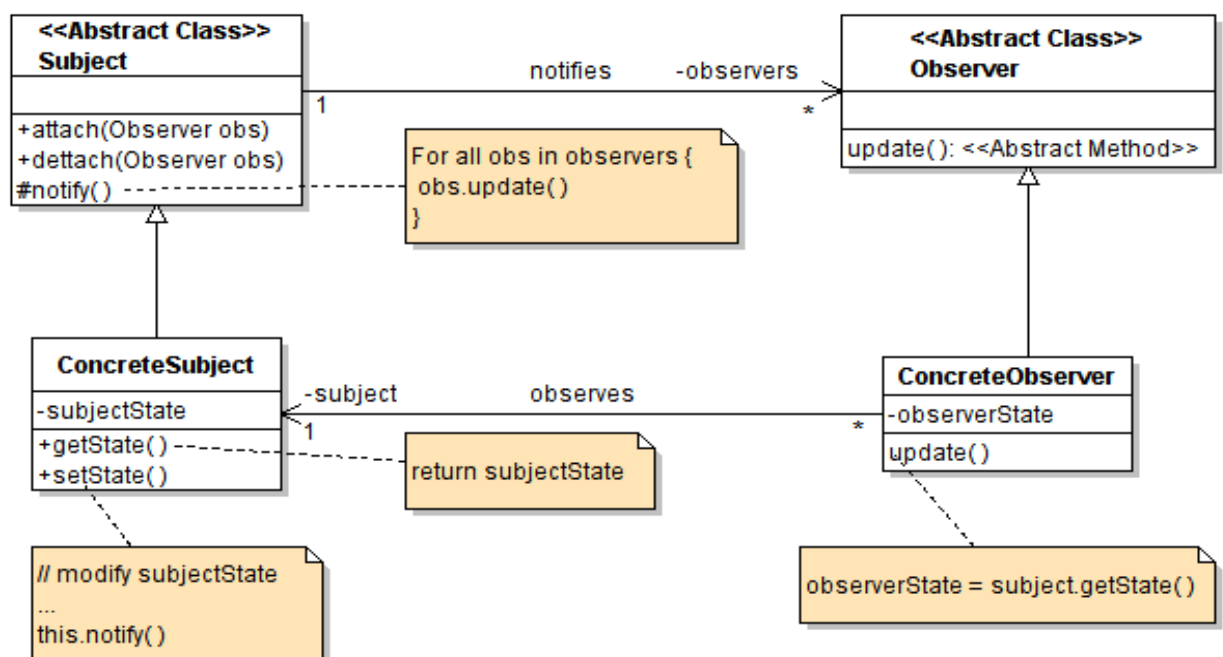 <<Abstract Class>>
Subject
+attach(Observer obs)
+dettach(Observer obs)
#notify()
notifies
-observers
1
*
For all obs in observers {
obs.update()
}
<<Abstract Class>>
Observer
update(): <<Abstract Method>>
ConcreteSubject
-subjectState
+getState()
+setState()
-subject
observes
1
*
return subjectState
ConcreteObserver
-observerState
update()
// modify subjectState
...
this.notify()
observerState = subject.getState()